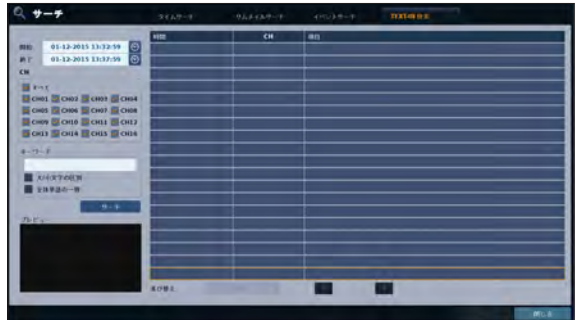 サーチ
タイムサーチ サムネイルサーチ イベントサーチ TEXT-IN 検索
開始 01-12-2015 13:32:59
終了 01-12-2015 13:37:59
CH
すべて
CH01 CH02 CH03 CH04
CH05 CH06 CH07 CH08
CH09 CH10 CH11 CH12
CH13 CH14 CH15 CH16
キーワード
大/小文字の区別
全体単語の一致
サーチ
プレビュー
時間 CH 項目
並び替え
閉じる